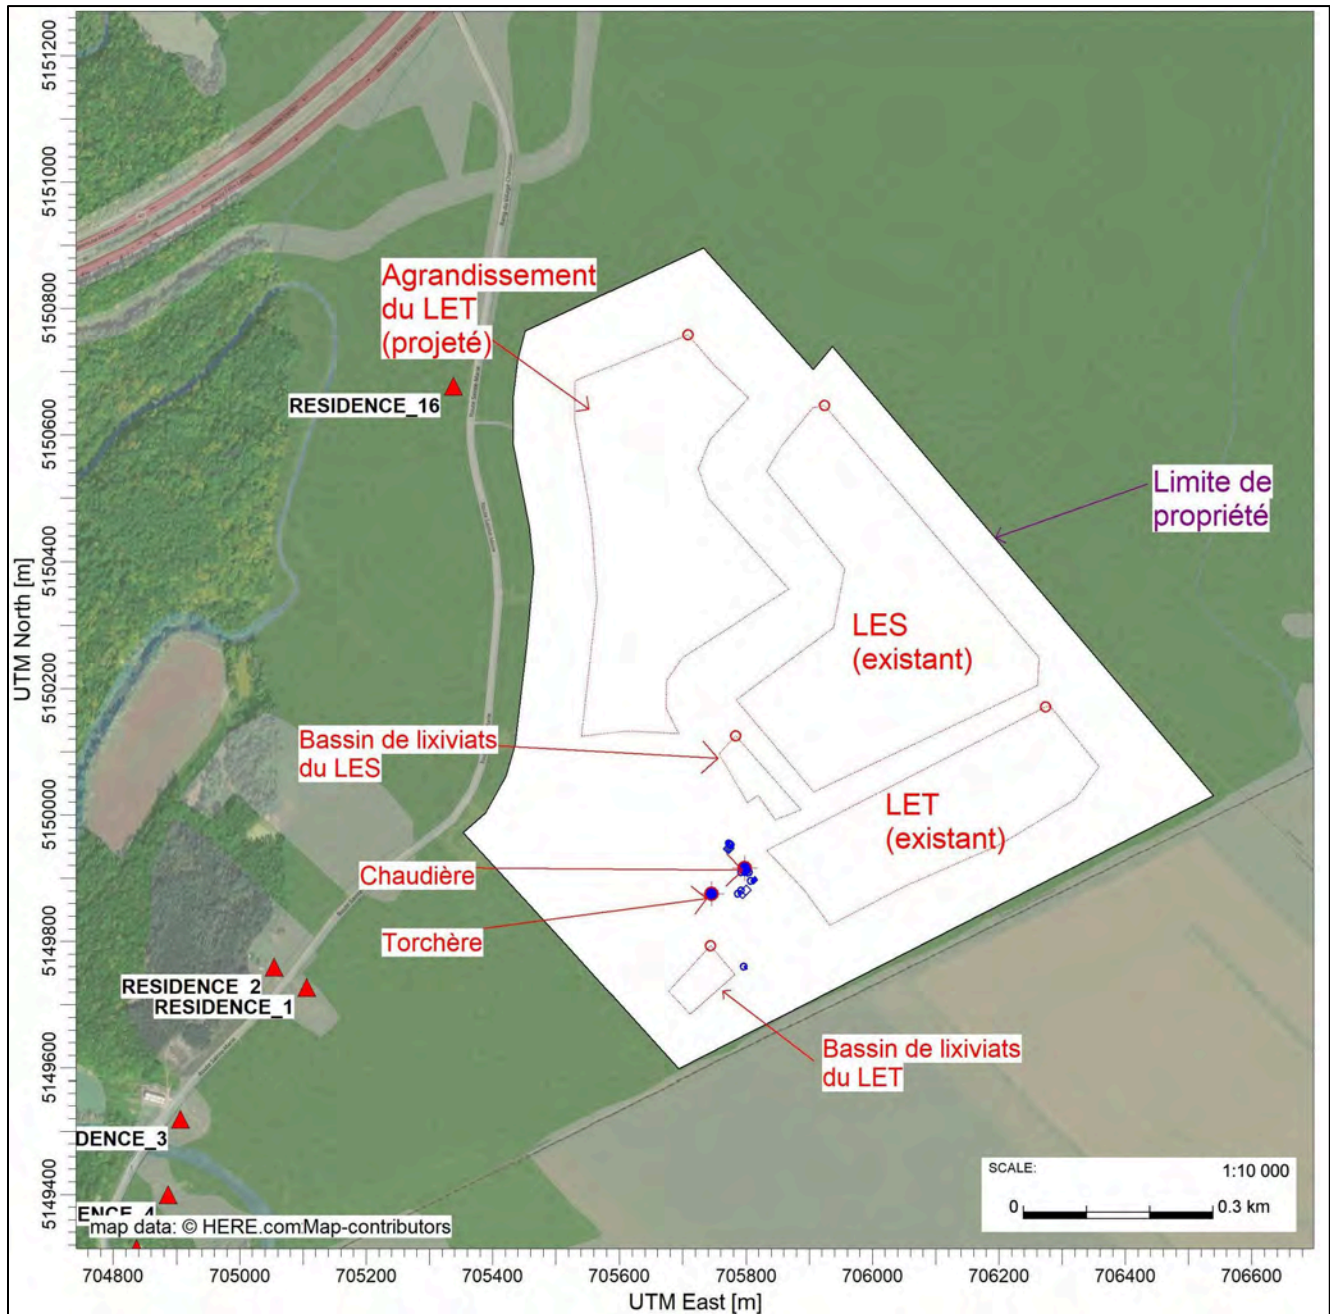 Agrandissement
du LET
(projeté)
RESIDENCE_16
Limite de
propriété
LES
(existant)
Bassin de lixiviats
du LES
LET
(existant)
Chaudière
Torchère
RESIDENCE_2
RESIDENCE_1
Bassin de lixiviats
du LET
DENCE_3
ENCE_4
map data: © HERE.comMap-contributors
SCALE:
1:10 000
0
0.3 km
UTM North [m]
5151200
5151000
5150800
5150600
5150400
5150200
5150000
5149800
5149600
5149400
704800
705000
705200
705400
705600
705800
706000
706200
706400
706600
UTM East [m]